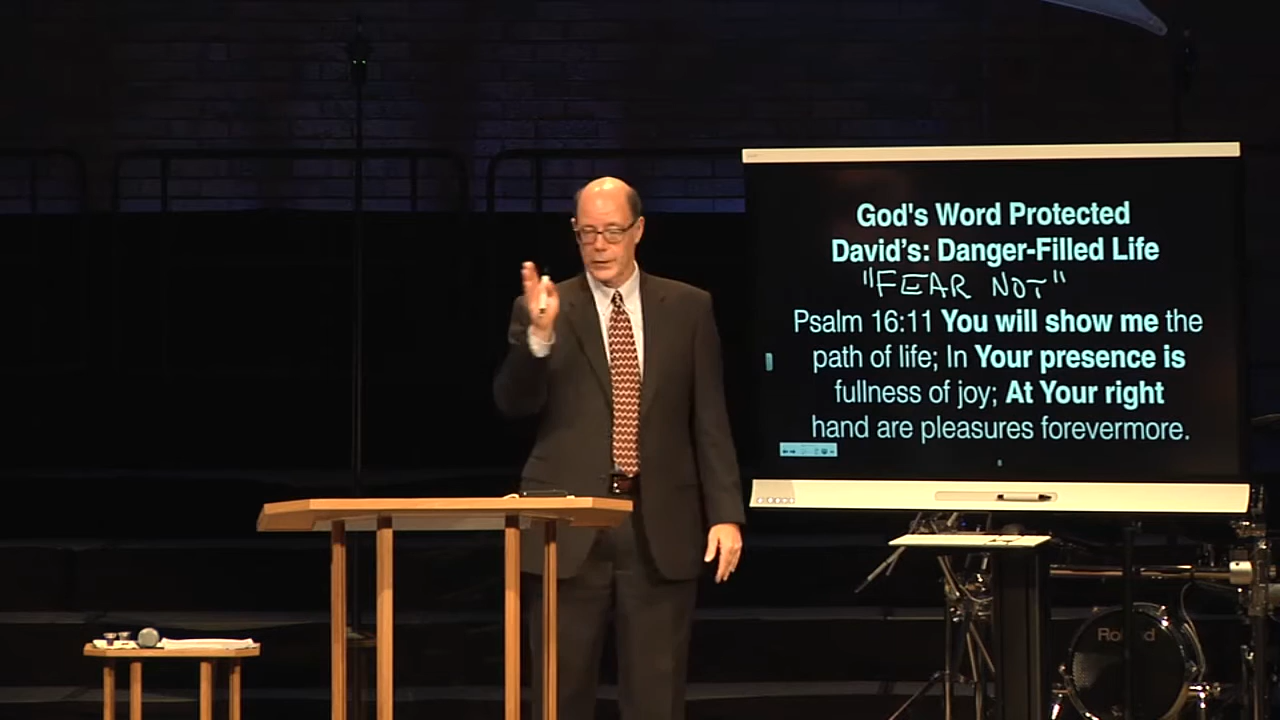 God's Word Protected
David's: Danger-Filled Life
"FEAR NOT"
Psalm 16:11 You will show me the
path of life; In Your presence is
fullness of joy; At Your right
hand are pleasures forevermore.
Roland